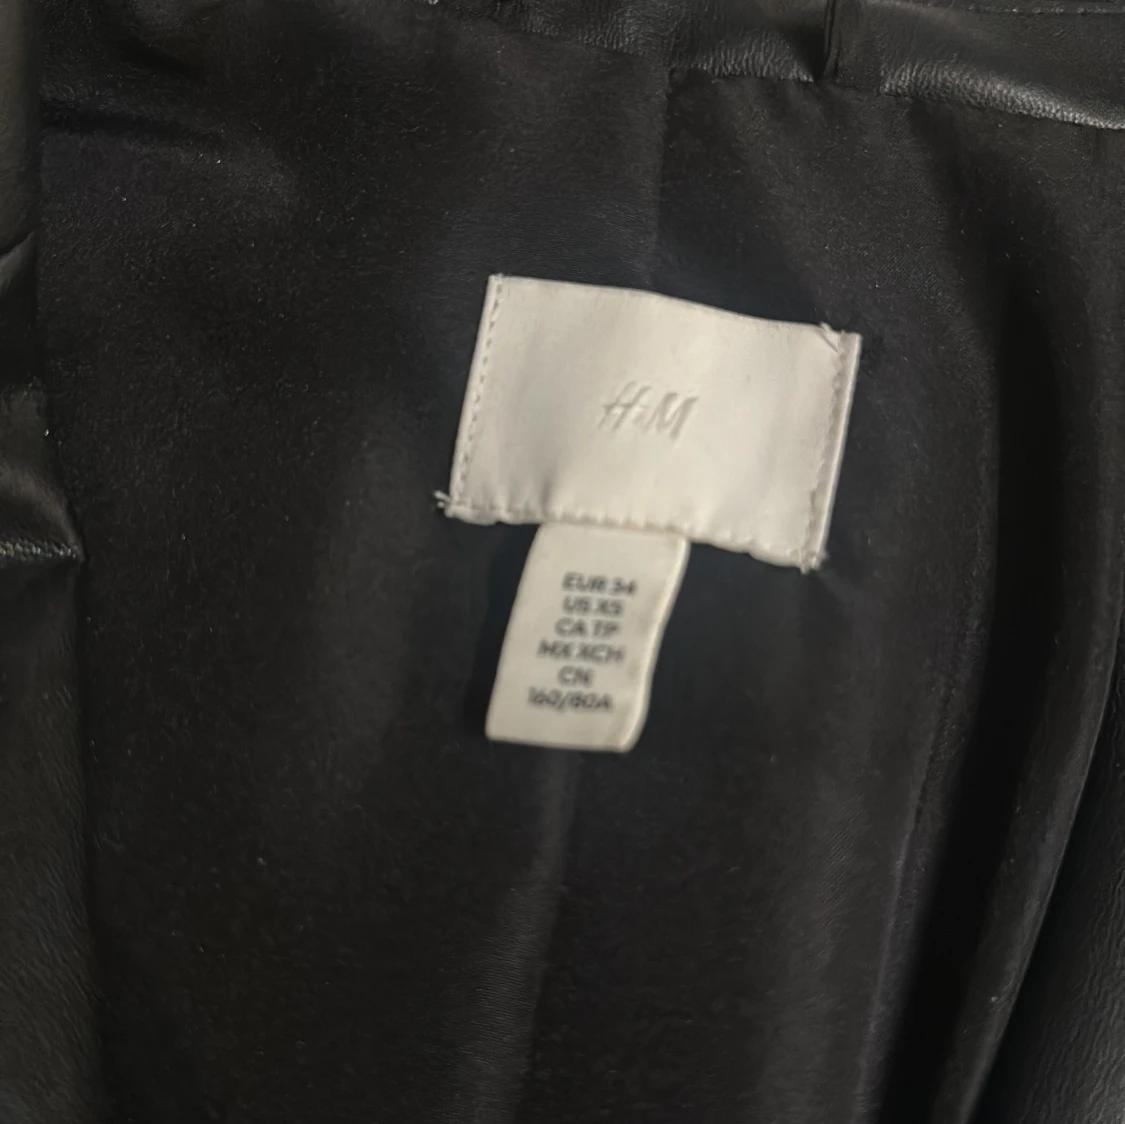 H&M
EUR 34
US XS
CA TP
MX XCH
CN
160/80A